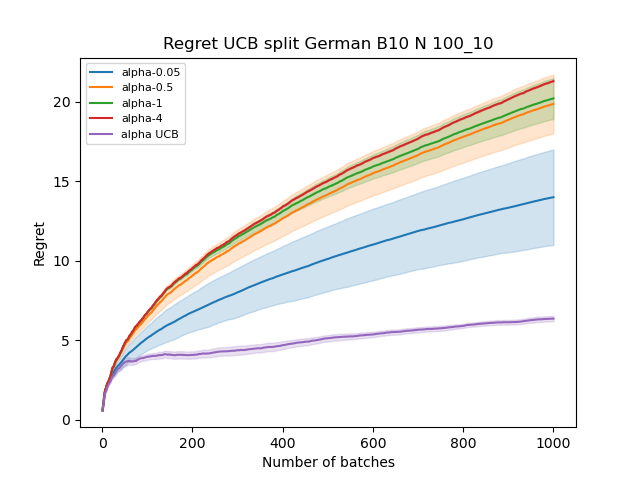 Regret UCB split German B10 N 100_10
alpha-0.05
alpha-0.5
alpha-1
alpha-4
alpha UCB
20
15
10
5
0
Regret
0 200 400 600 800 1000
Number of batches